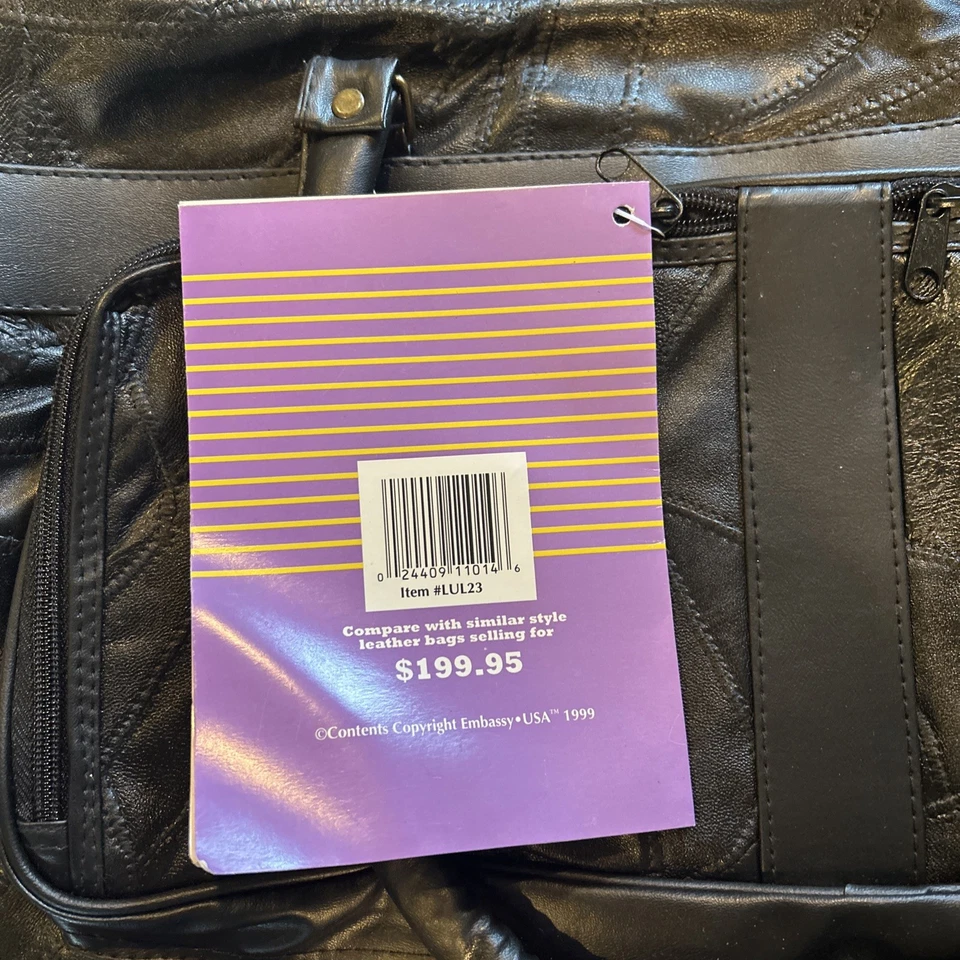 0 24409 11014 6
Item #LUL23
Compare with similar style
leather bags selling for
$199.95
©Contents Copyright Embassy•USA™ 1999